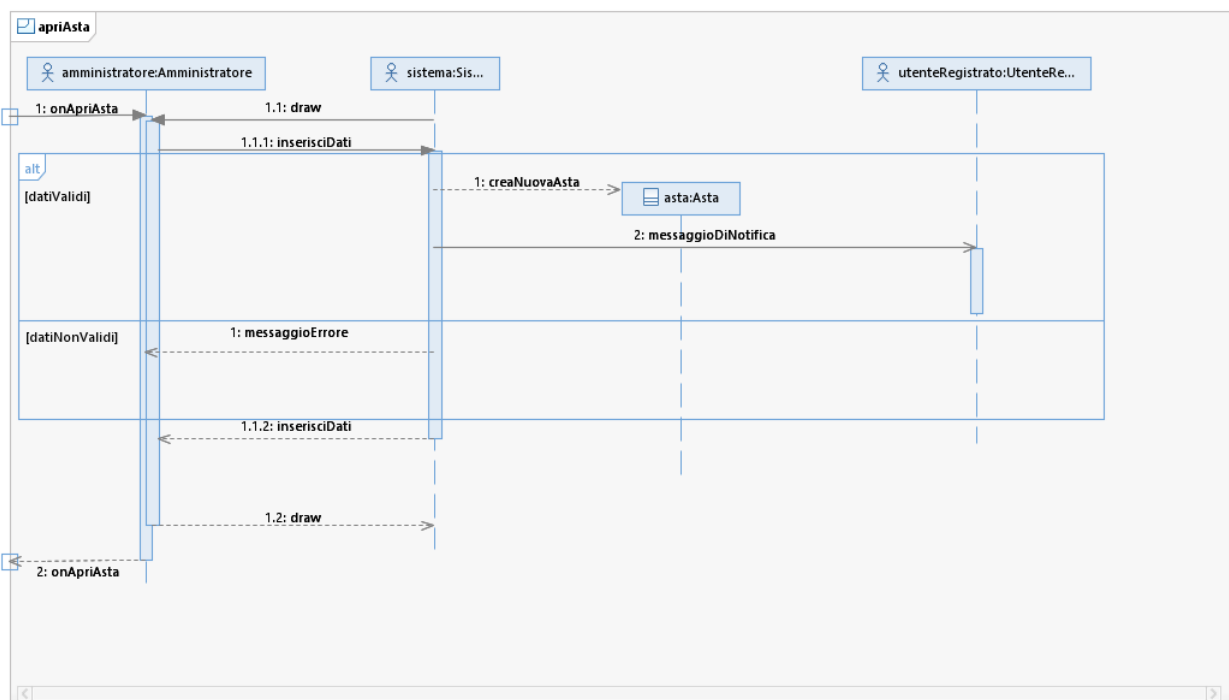 apriAsta
amministratore:Amministratore
sistema:Sis...
utenteRegistrato:UtenteRe...
1: onApriAsta
1.1: draw
1.1.1: inserisciDati
alt
[datiValidi]
1: creaNuovaAsta
asta:Asta
2: messaggioDiNotifica
[datiNonValidi]
1: messaggioErrore
1.1.2: inserisciDati
1.2: draw
2: onApriAsta